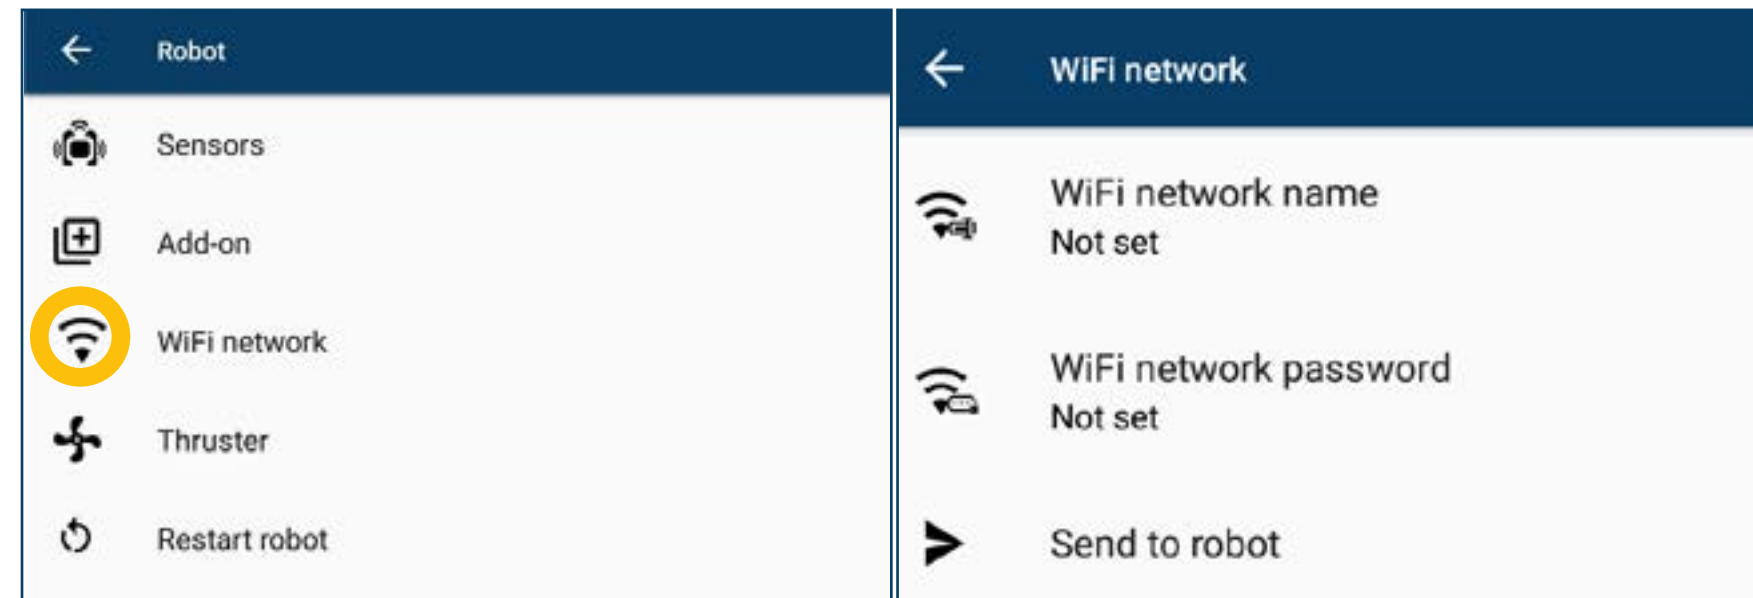 Robot
Sensors
Add-on
WiFi network
Thruster
Restart robot
WiFi network
WiFi network name
Not set
WiFi network password
Not set
Send to robot